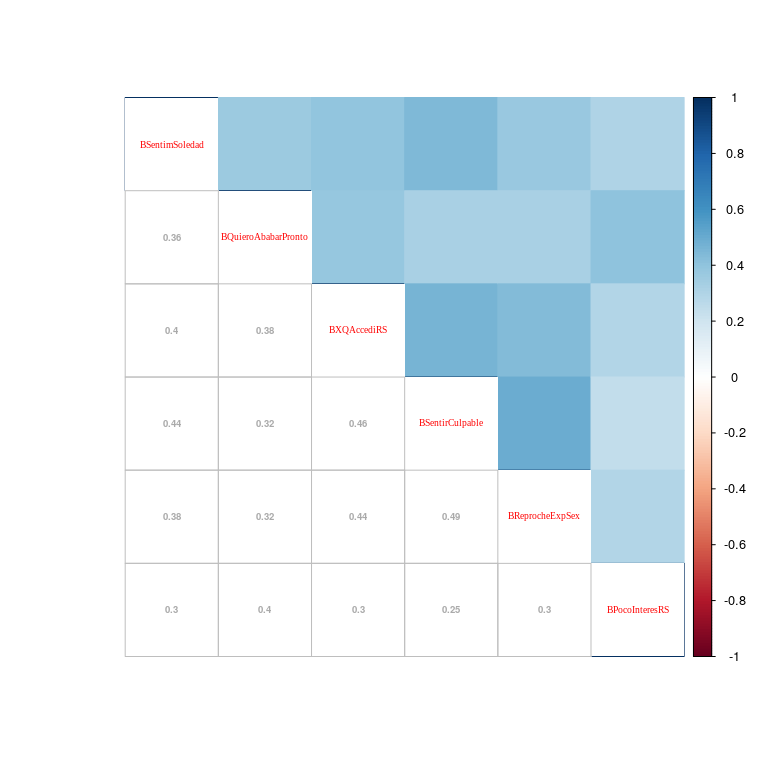 BSentimSoledad
0.36 BQuieroAbabarPronto
0.4 0.38 BXQAccediRS
0.44 0.32 0.46 BSentirCulpable
0.38 0.32 0.44 0.49 BReprocheExpSex
0.3 0.4 0.3 0.25 0.3 BPocoInteresRS
1
0.8
0.6
0.4
0.2
0
-0.2
-0.4
-0.6
-0.8
-1